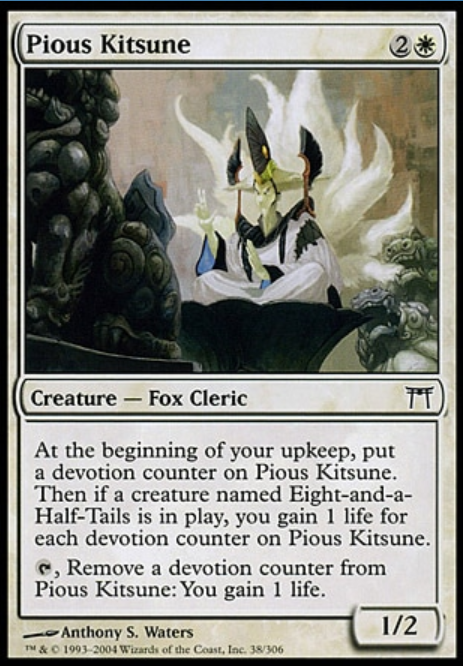 Pious Kitsune 2
Creature — Fox Cleric
At the beginning of your upkeep, put
a devotion counter on Pious Kitsune.
Then if a creature named Eight-and-a-
Half-Tails is in play, you gain 1 life for
each devotion counter on Pious Kitsune.
, Remove a devotion counter from
Pious Kitsune: You gain 1 life.
1/2
Anthony S. Waters
™ & © 1993–2004 Wizards of the Coast, Inc. 38/306